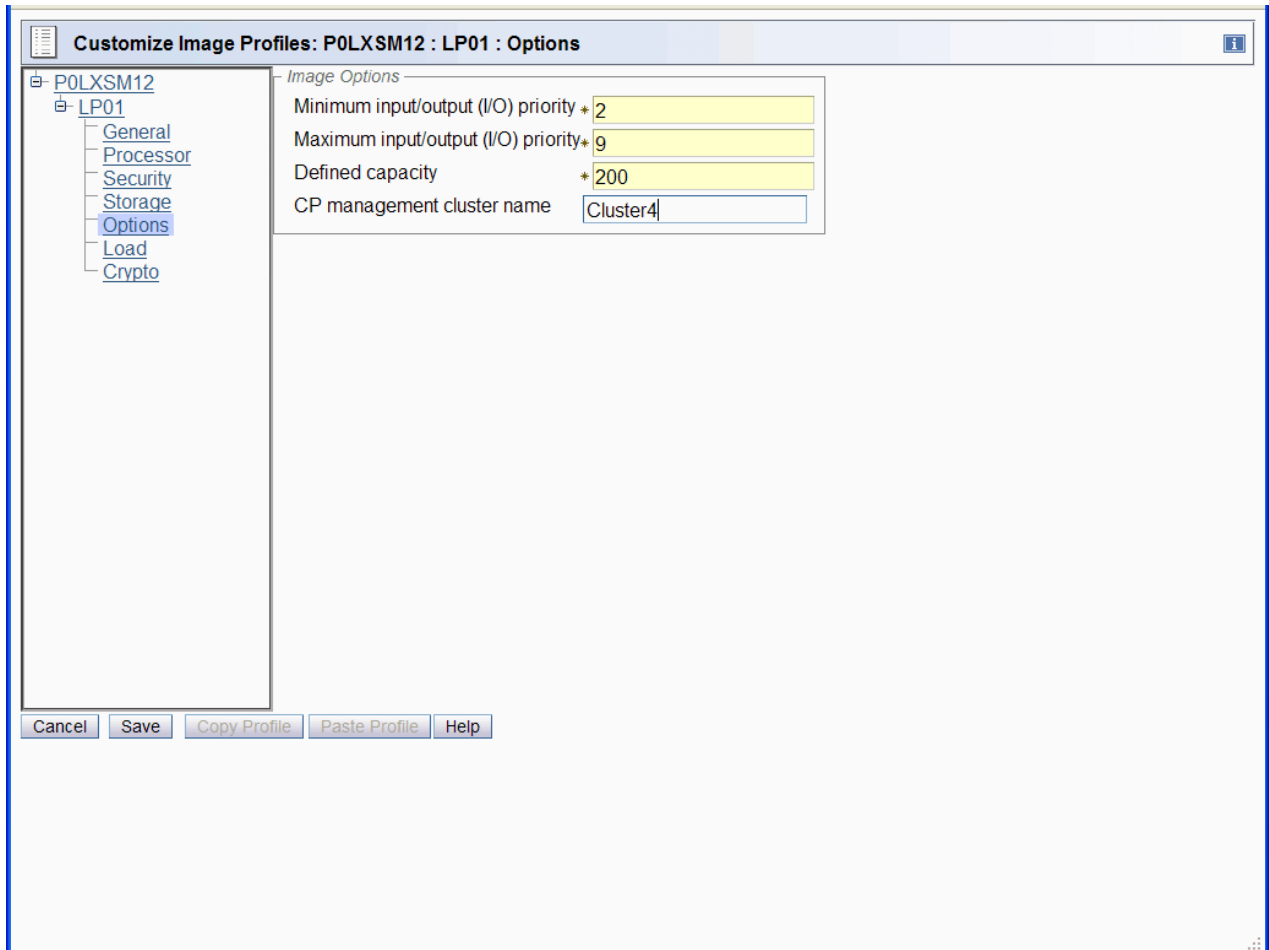 Customize Image Profiles: P0LXSM12 : LP01 : Options
i
P0LXSM12
LP01
General
Processor
Security
Storage
Options
Load
Crypto
Image Options
Minimum input/output (I/O) priority * 2
Maximum input/output (I/O) priority * 9
Defined capacity * 200
CP management cluster name Cluster4
Cancel Save Copy Profile Paste Profile Help